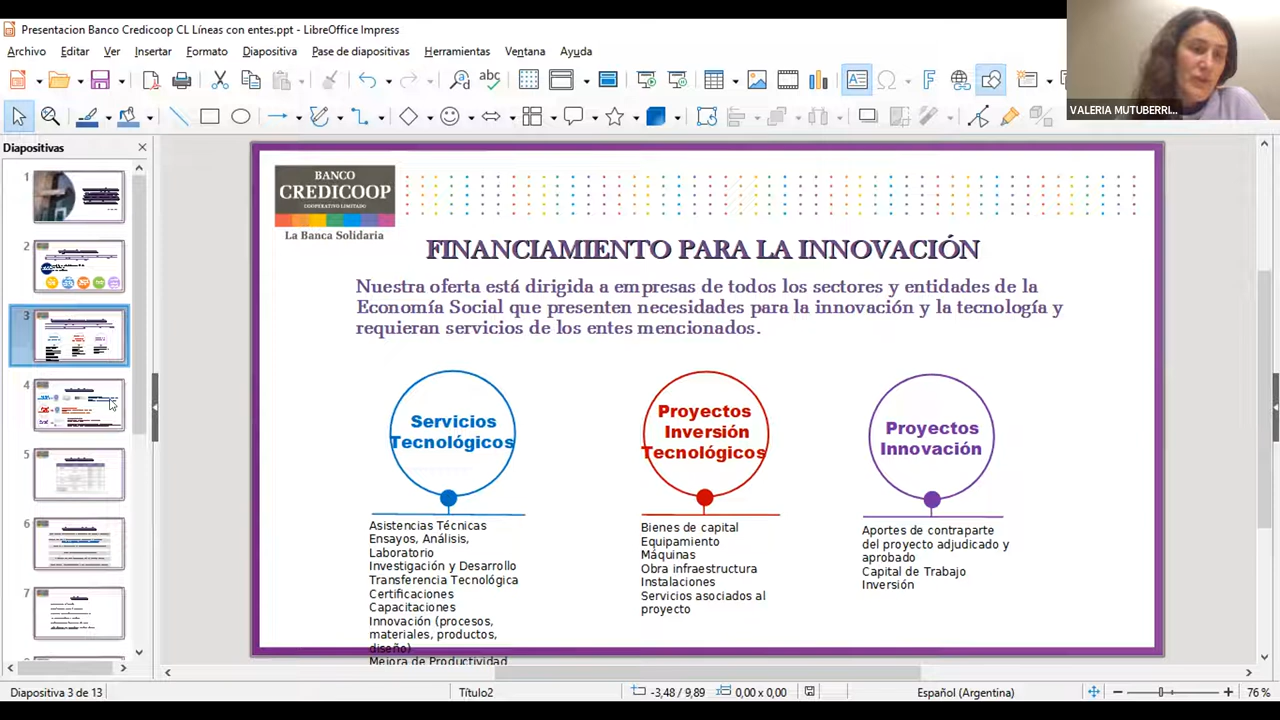 Presentacion Banco Credicoop CL Líneas con entes.ppt - LibreOffice Impress
Archivo Editar Ver Insertar Formato Diapositiva Pase de diapositivas Herramientas Ventana Ayuda
VALERIA MUTUBERRI...
Diapositivas
1
2
3
4
5
6
7
BANCO
CREDICOOP
COOPERATIVO LIMITADO
La Banca Solidaria
FINANCIAMIENTO PARA LA INNOVACIÓN
Nuestra oferta está dirigida a empresas de todos los sectores y entidades de la
Economía Social que presenten necesidades para la innovación y la tecnología y
requieran servicios de los entes mencionados.
Servicios
Tecnológicos
Asistencias Técnicas
Ensayos, Análisis,
Laboratorio
Investigación y Desarrollo
Transferencia Tecnológica
Certificaciones
Capacitaciones
Innovación (procesos,
materiales, productos,
diseño)
Mejora de Productividad
Proyectos
Inversión
Tecnológicos
Bienes de capital
Equipamiento
Máquinas
Obra infraestructura
Instalaciones
Servicios asociados al
proyecto
Proyectos
Innovación
Aportes de contraparte
del proyecto adjudicado y
aprobado
Capital de Trabajo
Inversión
Diapositiva 3 de 13
Título2
-3,48 / 9,89
0,00 x 0,00
Español (Argentina)
76 %